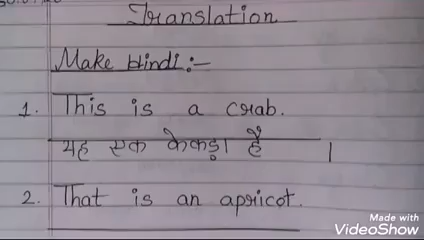 Translation
Make Hindi:-
1. This is a crab.
यह एक केकड़ा है |
2. That is an apricot.
Made with
VideoShow